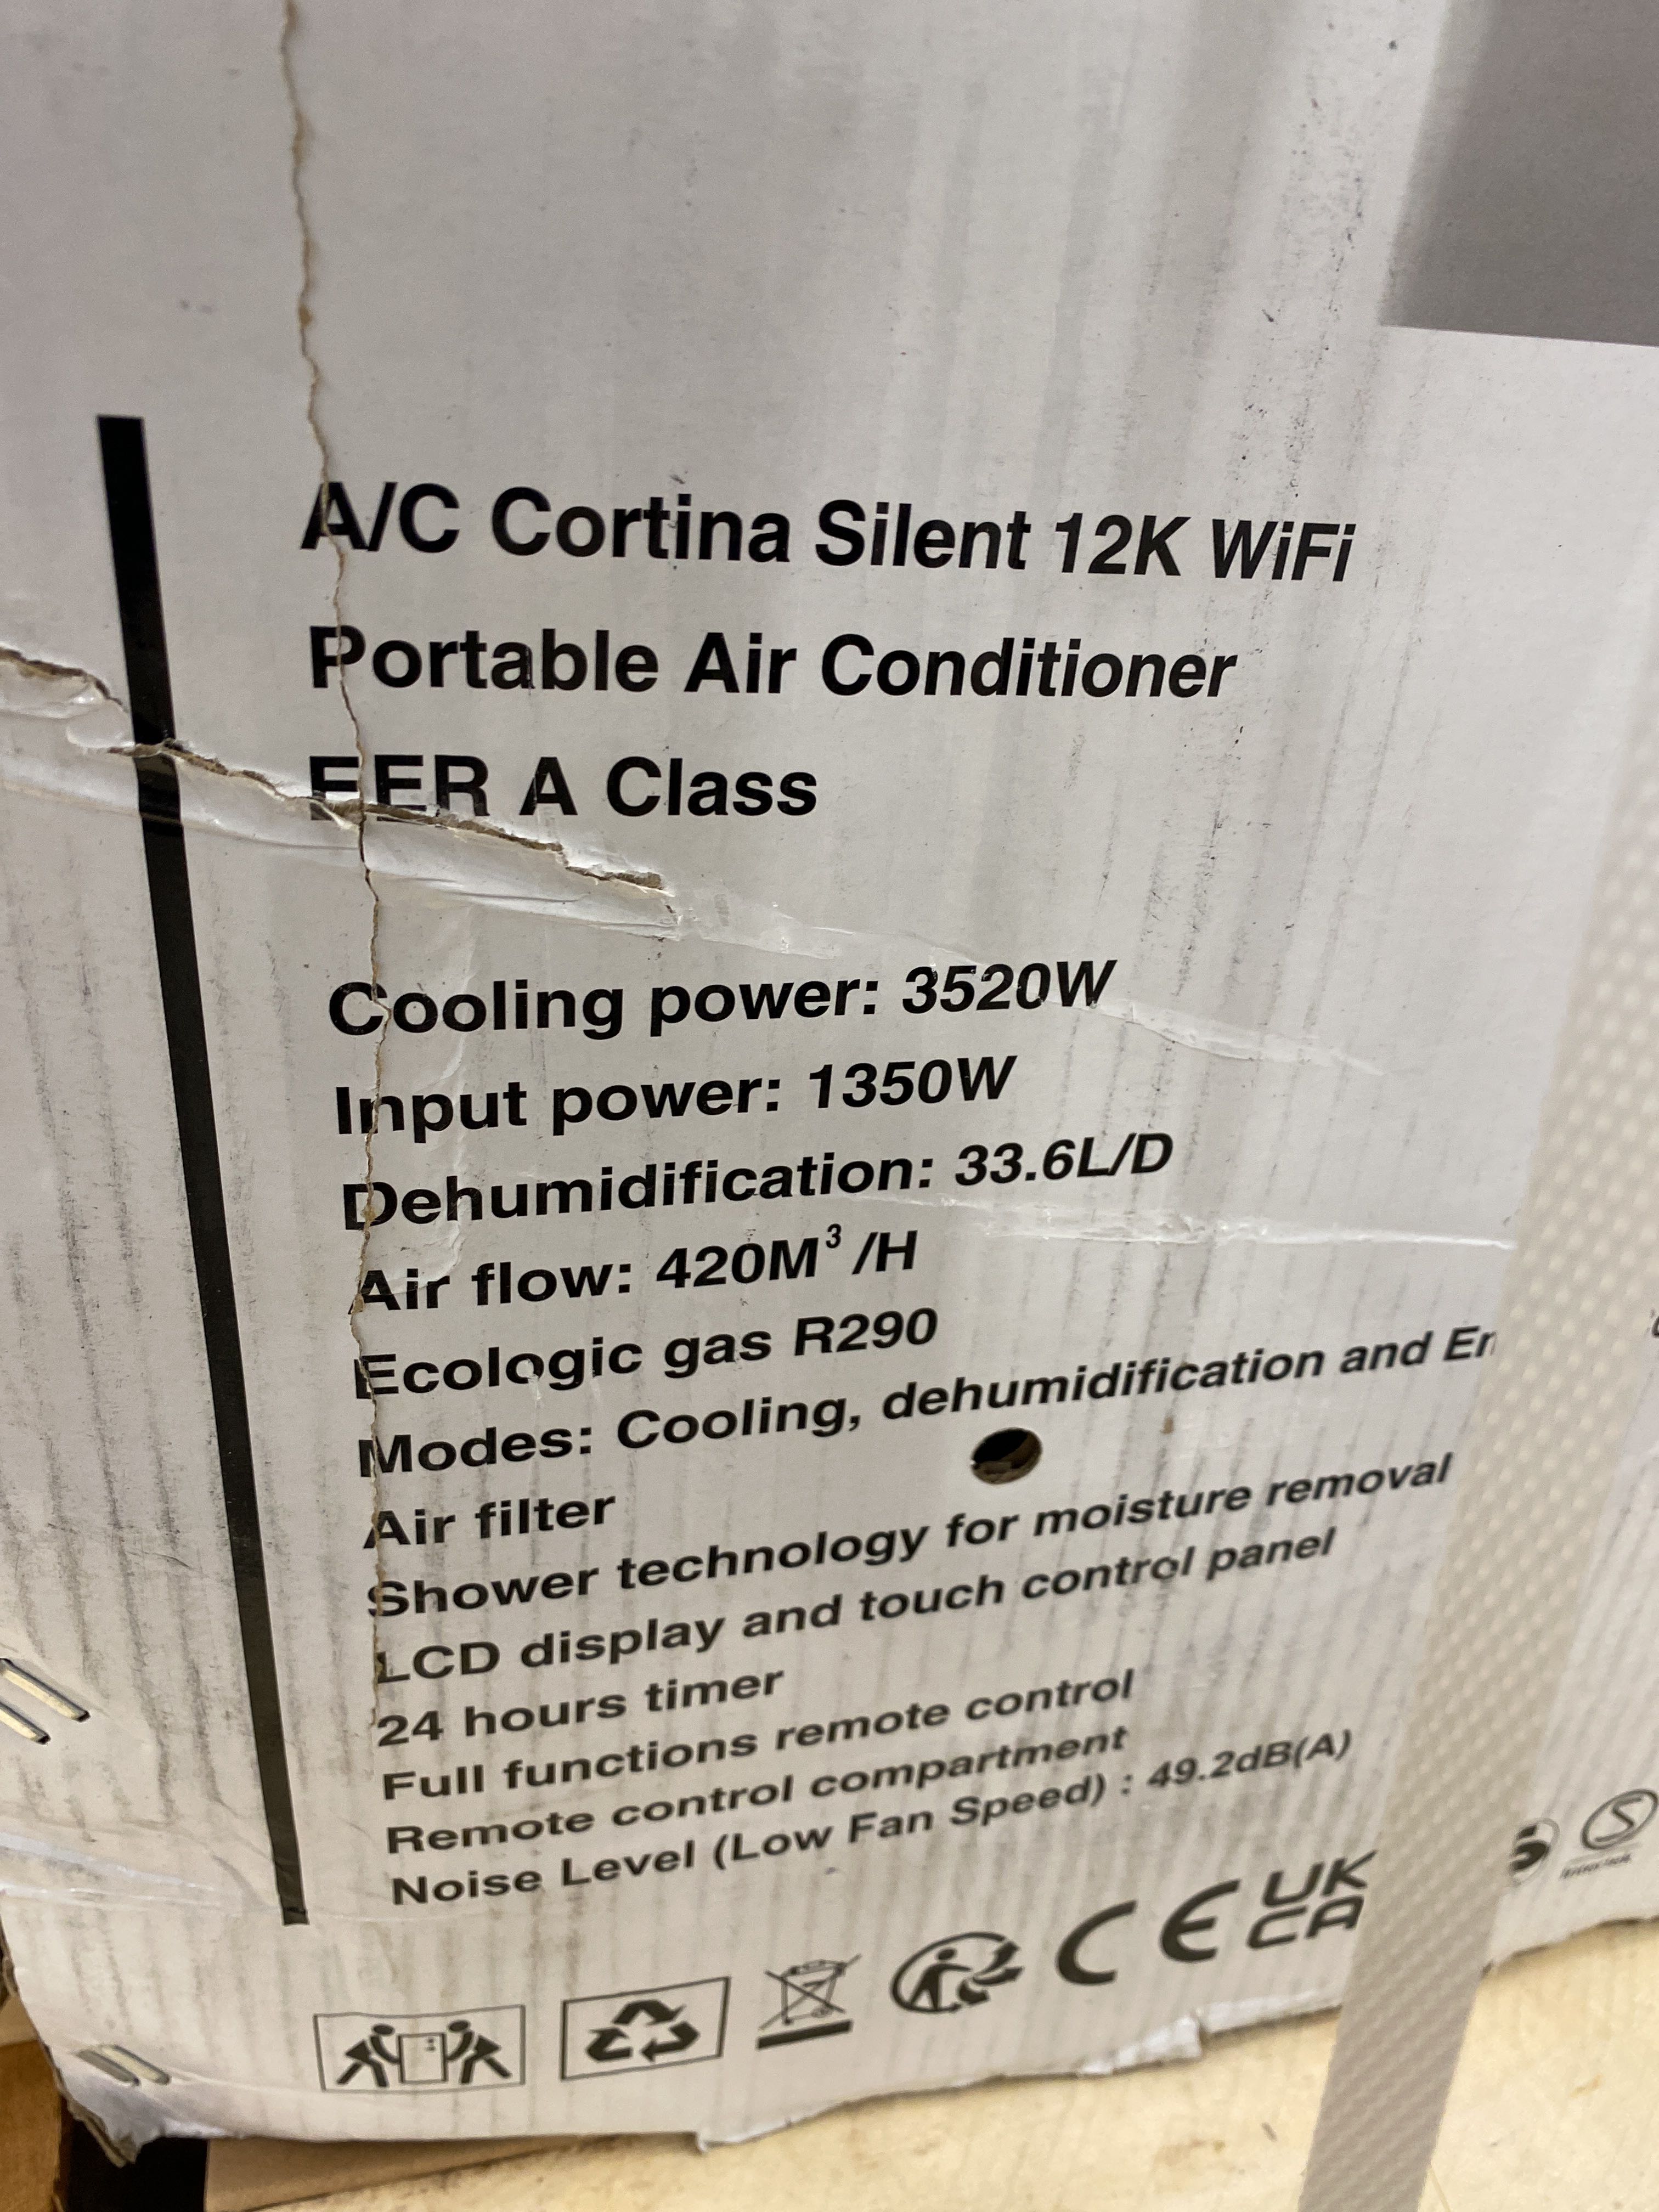 A/C Cortina Silent 12K WiFi
Portable Air Conditioner
EER A Class
Cooling power: 3520W
Input power: 1350W
Dehumidification: 33.6L/D
Air flow: 420M³ /H
Ecologic gas R290
Modes: Cooling, dehumidification and
Air filter
Shower technology for moisture removal
LCD display and touch control panel
24 hours timer
Full functions remote control
Remote control compartment
Noise Level (Low Fan Speed) : 49.2dB(A)
CE UK CA